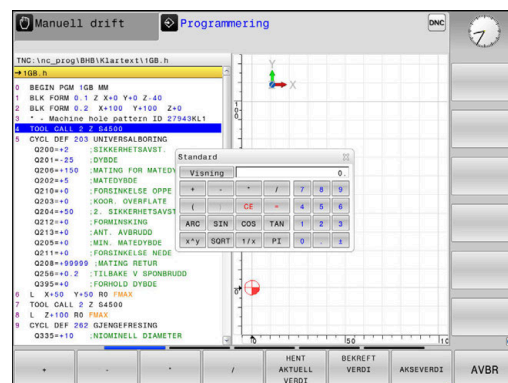 Manuell drift
Programmering
DNC
TNC:\nc_prog\BHB\Klartext\1GB.h
→1GB.h
0 BEGIN PGM 1GB MM
1 BLK FORM 0.1 Z X+0 Y+0 Z-40
2 BLK FORM 0.2 X+100 Y+100 Z+0
3 * - Machine hole pattern ID 27943KL1
4 TOOL CALL 2 Z S4500
5 CYCL DEF 203 UNIVERSALBORING
Q200=+2 ;SIKKERHETSAVST.
Q201=-25 ;DYBDE
Q206=+150 ;MATING FOR MATEDY
Q202=+5 ;MATEDYBDE
Q210=+0 ;FORSINKELSE OPPE
Q203=+0 ;KOOR. OVERFLATE
Q204=+50 ;2. SIKKERHETSAVST
Q212=+0 ;FORMINSKING
Q213=+0 ;ANT. AVBRUDD
Q205=+0 ;MIN. MATEDYBDE
Q211=+0 ;FORSINKELSE NEDE
Q208=+99999 ;MATING RETUR
Q256=+0.2 ;TILBAKE V SPONBRUDD
Q395=+0 ;FORHOLD DYBDE
6 L X+50 Y+50 R0 FMAX
7 TOOL CALL 2 Z S4500
8 L Z+100 R0 FMAX
9 CYCL DEF 262 GJENGEFRESING
Q335=+10 ;NIOMINELL DIAMETER
Y
X
Standard
Visning 0.
+ - * / 7 8 9
( ) CE = 4 5 6
ARC SIN COS TAN 1 2 3
x^y SQRT 1/x PI 0 . ±
0
50
+ - * /
HENT AKTUELL VERDI
BEKREFT VERDI
AKSEVERDI
AVBR